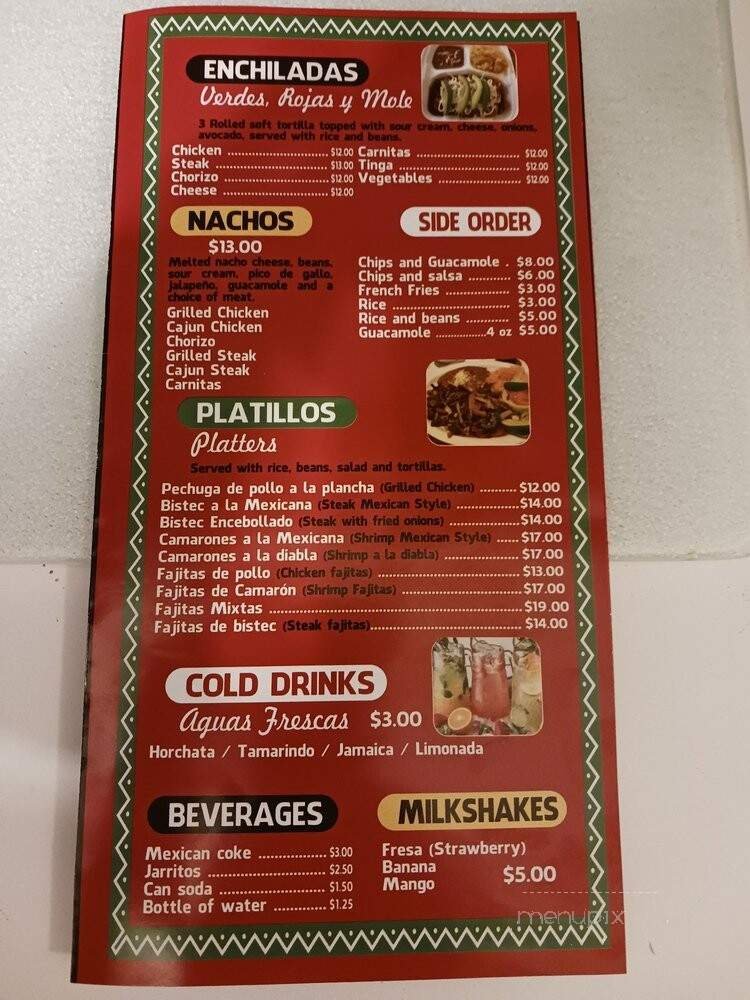 ENCHILADAS
Verdes, Rojas y Mole
3 Rolled soft tortilla topped with sour cream, cheese, onions,
avocado, served with rice and beans.
Chicken ............................ $12.00
Steak ............................... $13.00
Chorizo ............................ $12.00
Cheese ............................. $12.00
Carnitas ............................ $12.00
Tinga ................................ $12.00
Vegetables ....................... $12.00
NACHOS
$13.00
Melted nacho cheese, beans,
sour cream, pico de gallo,
jalapeño, guacamole and a
choice of meat.
Grilled Chicken
Cajun Chicken
Chorizo
Grilled Steak
Cajun Steak
Carnitas
SIDE ORDER
Chips and Guacamole . $8.00
Chips and salsa ........... $6.00
French Fries ................ $3.00
Rice ............................. $3.00
Rice and beans ........... $5.00
Guacamole ................4 oz $5.00
PLATILLOS
Platters
Served with rice, beans, salad and tortillas.
Pechuga de pollo a la plancha (Grilled Chicken) ......... $12.00
Bistec a la Mexicana (Steak Mexican Style) ................ $14.00
Bistec Encebollado (Steak with fried onions) .............. $14.00
Camarones a la Mexicana (Shrimp Mexican Style) ..... $17.00
Camarones a la diabla (Shrimp a la diabla) ................. $17.00
Fajitas de pollo (Chicken fajitas) ................................. $13.00
Fajitas de Camarón (Shrimp Fajitas) ............................ $17.00
Fajitas Mixtas ............................................................... $19.00
Fajitas de bistec (Steak fajitas)................................... $14.00
COLD DRINKS
Aguas Frescas $3.00
Horchata / Tamarindo / Jamaica / Limonada
BEVERAGES
Mexican coke ................ $3.00
Jarritos ............................. $2.50
Can soda ......................... $1.50
Bottle of water ............. $1.25
MILKSHAKES
Fresa (Strawberry)
Banana
Mango
$5.00
menupix